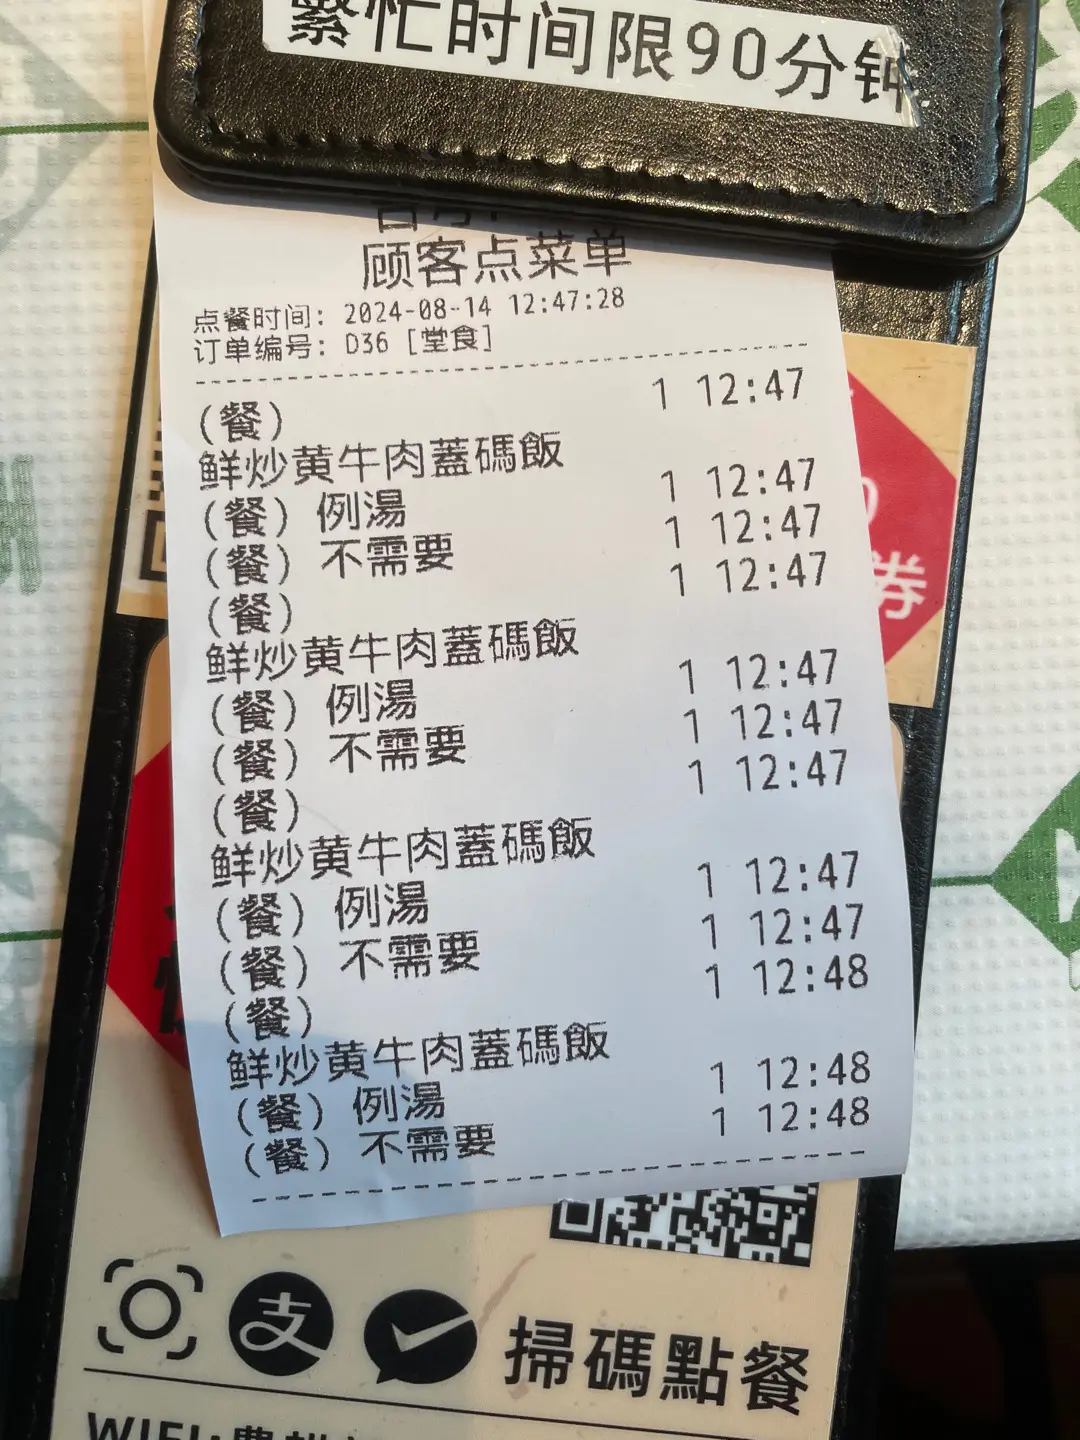 繁忙时间限90分钟
顾客点菜单
点餐时间: 2024-08-14 12:47:28
订单编号: D36 [堂食]
(餐) 1 12:47
鲜炒黄牛肉蓋碼飯
(餐) 例湯 1 12:47
(餐) 不需要 1 12:47
(餐) 1 12:47
鲜炒黄牛肉蓋碼飯
(餐) 例湯 1 12:47
(餐) 不需要 1 12:47
(餐) 1 12:47
鲜炒黄牛肉蓋碼飯
(餐) 例湯 1 12:47
(餐) 不需要 1 12:47
(餐) 1 12:48
鲜炒黄牛肉蓋碼飯
(餐) 例湯 1 12:48
(餐) 不需要 1 12:48
券
支
掃碼點餐
WIFI: